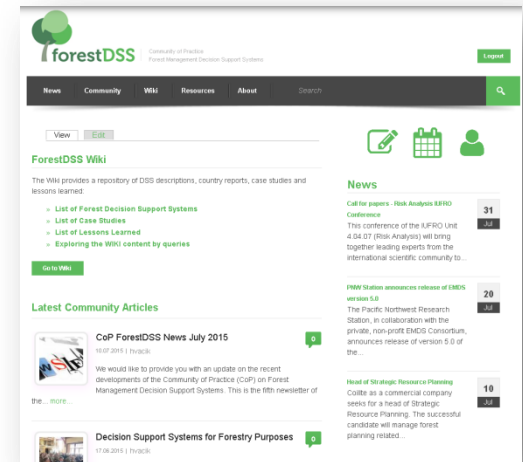 forestDSS
Community of Practice
Forest Management Decision Support Systems
Logout
News Community Wiki Resources About Search
View Edit
ForestDSS Wiki
The Wiki provides a repository of DSS descriptions, country reports, case studies and
lessons learned:
List of Forest Decision Support Systems
List of Case Studies
List of Lessons Learned
Exploring the WIKI content by queries
Go to Wiki
Latest Community Articles
CoP ForestDSS News July 2015
0
10.07.2015 | hvacik
We would like to provide you with an update on the recent
developments of the Community of Practice (CoP) on Forest
Management Decision Support Systems. This is the fifth newsletter of
the... more...
Decision Support Systems for Forestry Purposes
0
17.06.2015 | hvacik
News
Call for papers - Risk Analysis IUFRO
Conference
31
Jul
This conference of the IUFRO Unit
4.04.07 (Risk Analysis) will bring
together leading experts from the
international scientific community to...
PNW Station announces release of EMDS
version 5.0
20
Jul
The Pacific Northwest Research
Station, in collaboration with the
private, non-profit EMDS Consortium,
announces release of version 5.0 of
the...
Head of Strategic Resource Planning
10
Jul
Coillte as a commercial company
seeks for a head of Strategic
Resource Planning. The successful
candidate will manage forest
planning related...